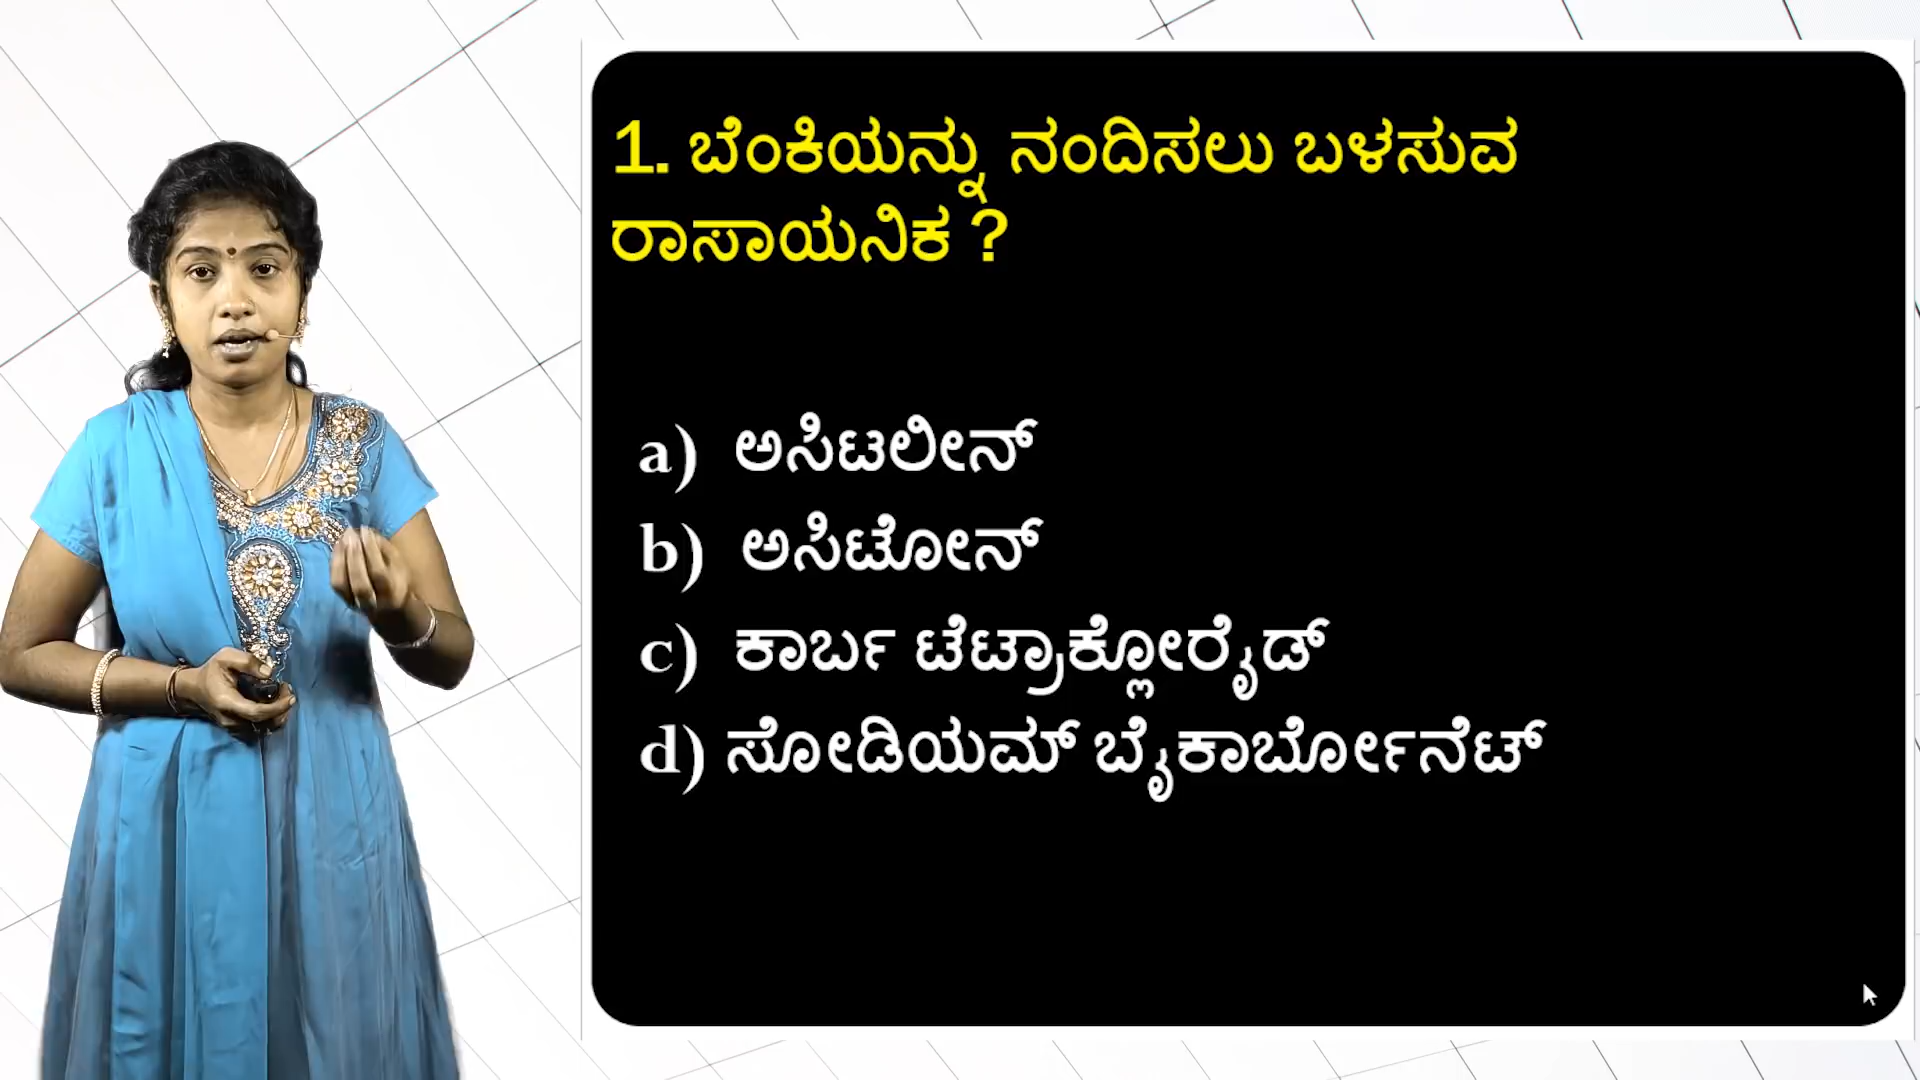 1. ಬೆಂಕಿಯನ್ನು ನಂದಿಸಲು ಬಳಸುವ
ರಾಸಾಯನಿಕ ?
a) ಅಸಿಟಲೀನ್
b) ಅಸಿಟೋನ್
c) ಕಾರ್ಬ ಟೆಟ್ರಾಕ್ಲೋರೈಡ್
d) ಸೋಡಿಯಮ್ ಬೈಕಾರ್ಬೋನೆಟ್